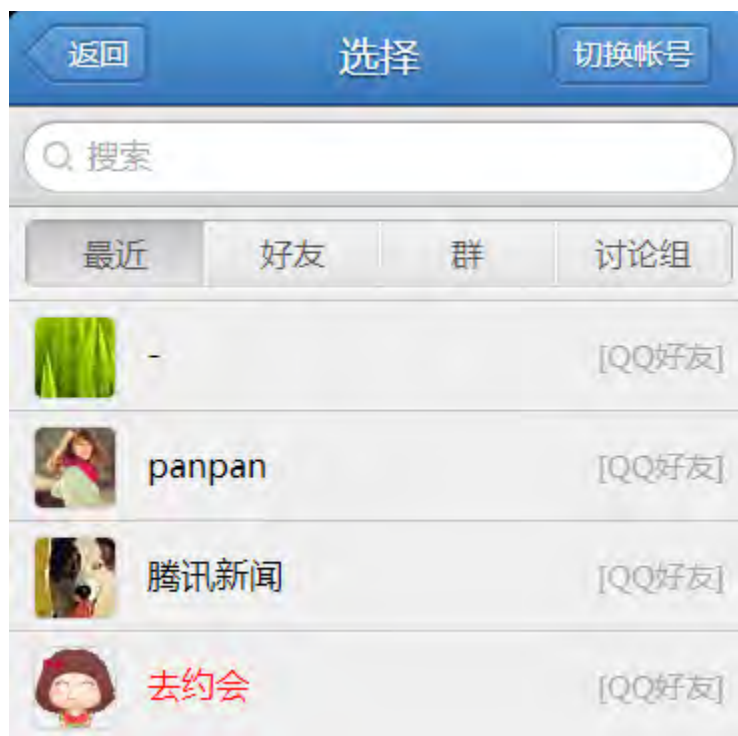 返回 选择 切换帐号
搜索
最近 好友 群 讨论组
- [QQ好友]
panpan [QQ好友]
腾讯新闻 [QQ好友]
去约会 [QQ好友]